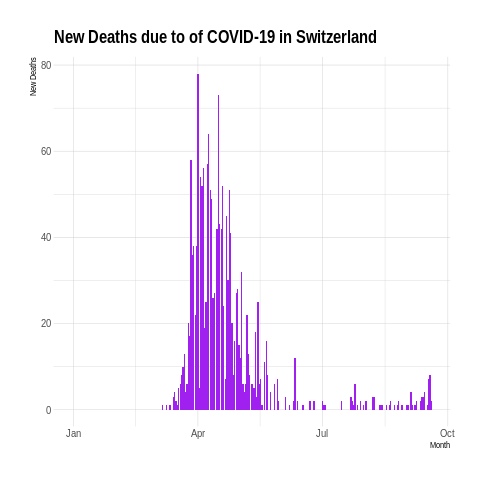 New Deaths due to of COVID-19 in Switzerland
New Deaths
80
60
40
20
0
Jan Apr Jul Oct
Month